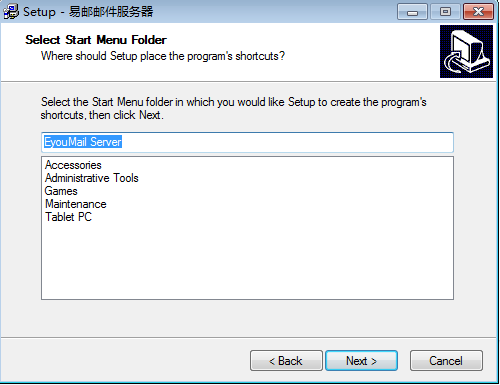 Setup - 易邮邮件服务器
Select Start Menu Folder
Where should Setup place the program's shortcuts?
Select the Start Menu folder in which you would like Setup to create the program's
shortcuts, then click Next.
EyouMail Server
Accessories
Administrative Tools
Games
Maintenance
Tablet PC
< Back
Next >
Cancel